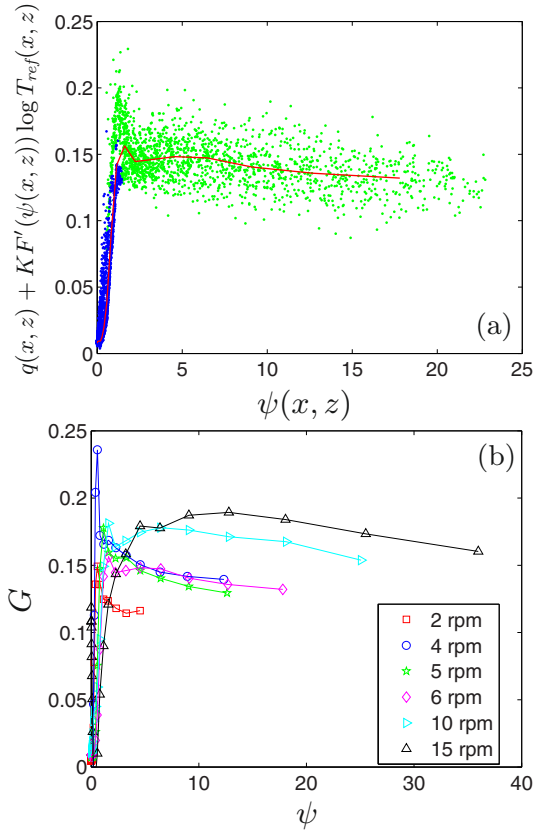 q(x, z) + KF'(ψ(x, z)) log T_{ref}(x, z)
0.25
0.2
0.15
0.1
0.05
0
(a)
0 5 10 15 20 25
ψ(x, z)
0.25
(b)
0.2
0.15
G
0.1
0.05
0
2 rpm
4 rpm
5 rpm
6 rpm
10 rpm
15 rpm
0 10 20 30 40
ψ